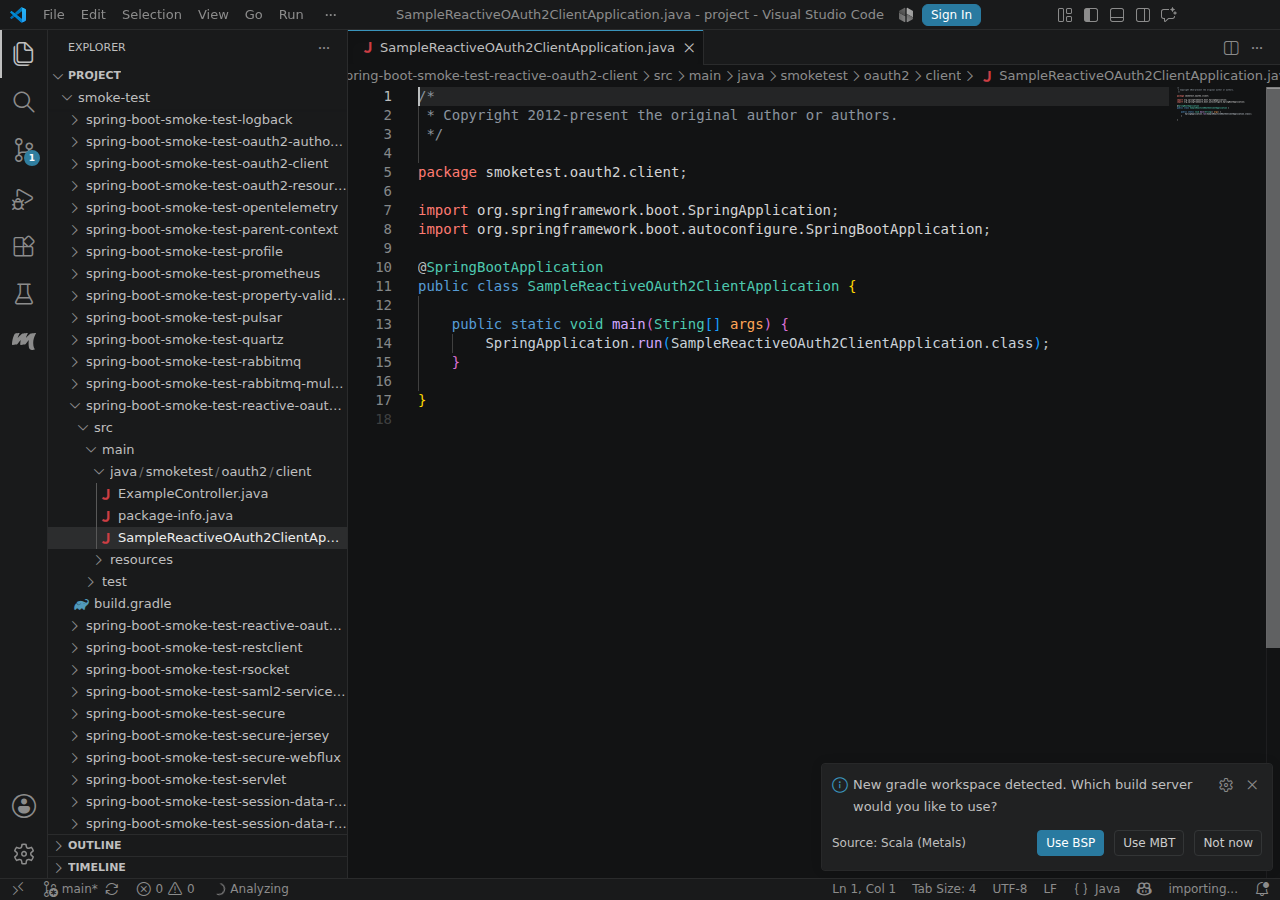 File Edit Selection View Go Run ···
SampleReactiveOAuth2ClientApplication.java - project - Visual Studio Code
Sign In
EXPLORER
PROJECT
smoke-test
spring-boot-smoke-test-logback
spring-boot-smoke-test-oauth2-autho...
spring-boot-smoke-test-oauth2-client
spring-boot-smoke-test-oauth2-resour...
spring-boot-smoke-test-opentelemetry
spring-boot-smoke-test-parent-context
spring-boot-smoke-test-profile
spring-boot-smoke-test-prometheus
spring-boot-smoke-test-property-valid...
spring-boot-smoke-test-pulsar
spring-boot-smoke-test-quartz
spring-boot-smoke-test-rabbitmq
spring-boot-smoke-test-rabbitmq-mul...
spring-boot-smoke-test-reactive-oaut...
src
main
java / smoketest / oauth2 / client
ExampleController.java
package-info.java
SampleReactiveOAuth2ClientAp...
resources
test
build.gradle
spring-boot-smoke-test-reactive-oaut...
spring-boot-smoke-test-restclient
spring-boot-smoke-test-rsocket
spring-boot-smoke-test-saml2-service...
spring-boot-smoke-test-secure
spring-boot-smoke-test-secure-jersey
spring-boot-smoke-test-secure-webflux
spring-boot-smoke-test-servlet
spring-boot-smoke-test-session-data-r...
spring-boot-smoke-test-session-data-r...
OUTLINE
TIMELINE
1
SampleReactiveOAuth2ClientApplication.java
pring-boot-smoke-test-reactive-oauth2-client > src > main > java > smoketest > oauth2 > client > SampleReactiveOAuth2ClientApplication.ja
1 /*
2 * Copyright 2012-present the original author or authors.
3 */
4
5 package smoketest.oauth2.client;
6
7 import org.springframework.boot.SpringApplication;
8 import org.springframework.boot.autoconfigure.SpringBootApplication;
9
10 @SpringBootApplication
11 public class SampleReactiveOAuth2ClientApplication {
12
13 public static void main(String[] args) {
14 SpringApplication.run(SampleReactiveOAuth2ClientApplication.class);
15 }
16
17 }
18
New gradle workspace detected. Which build server
would you like to use?
Source: Scala (Metals)
Use BSP
Use MBT
Not now
main* 0 0 Analyzing
Ln 1, Col 1 Tab Size: 4 UTF-8 LF { } Java importing...